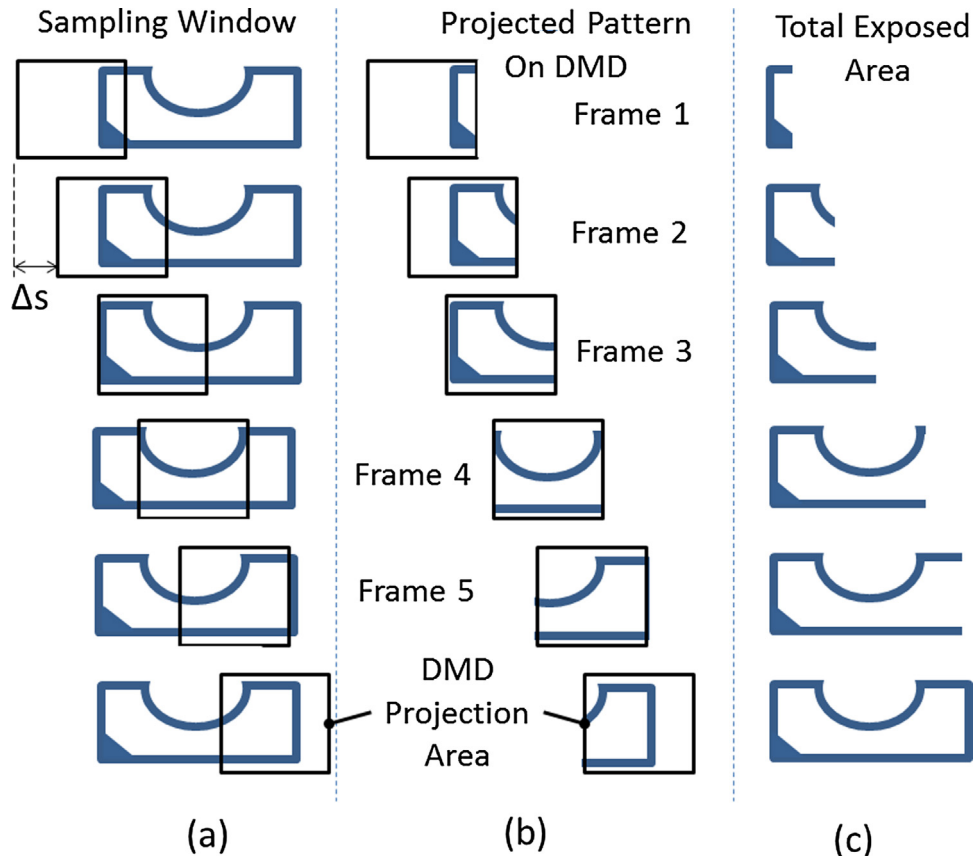 Sampling Window
Projected Pattern
On DMD
Total Exposed
Area
Frame 1
Frame 2
Δs
Frame 3
Frame 4
Frame 5
DMD
Projection
Area
(a)
(b)
(c)